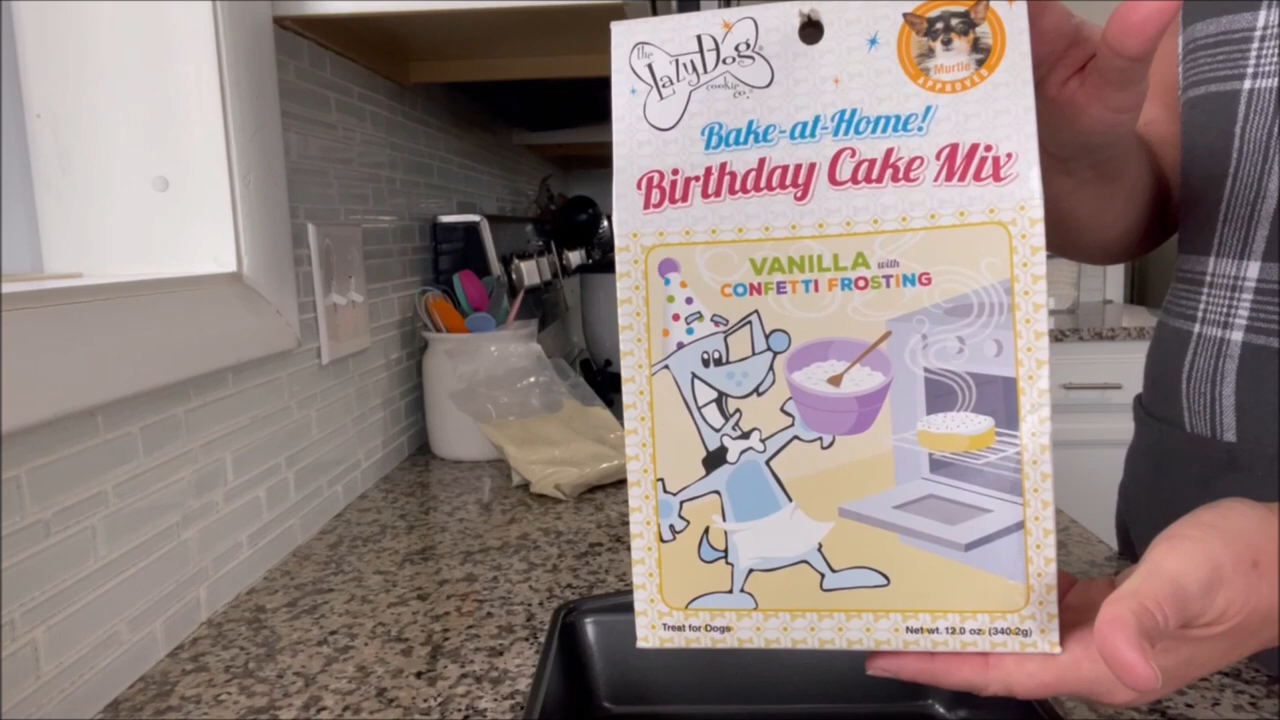 the
LazyDog®
cookie
co.
Murtle
APPROVED
Bake-at-Home!
Birthday Cake Mix
VANILLA with
CONFETTI FROSTING
Treat for Dogs
Net wt. 12.0 oz. (340.2g)